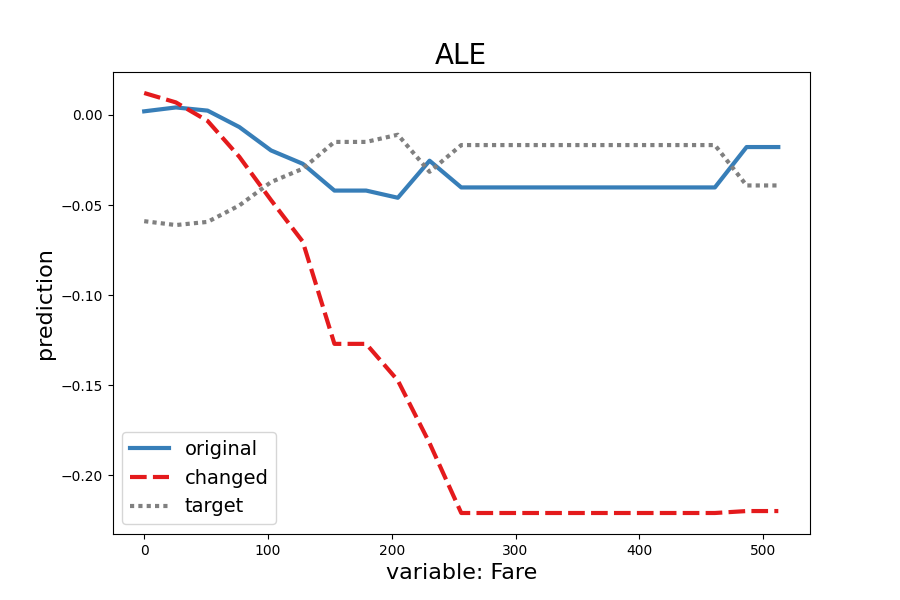 ALE
prediction
0.00
−0.05
−0.10
−0.15
−0.20
original
changed
target
0
100
200
300
400
500
variable: Fare